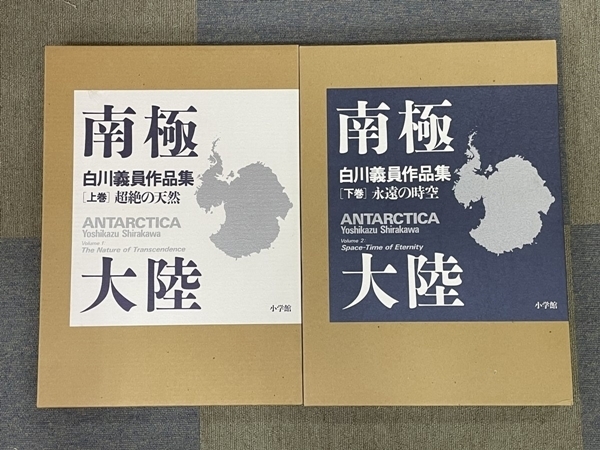 南極
白川義員作品集
[上巻] 超絶の天然
ANTARCTICA
Yoshikazu Shirakawa
Volume 1:
The Nature of Transcendence
大陸
小学館
南極
白川義員作品集
[下巻] 永遠の時空
ANTARCTICA
Yoshikazu Shirakawa
Volume 2:
Space-Time of Eternity
大陸
小学館